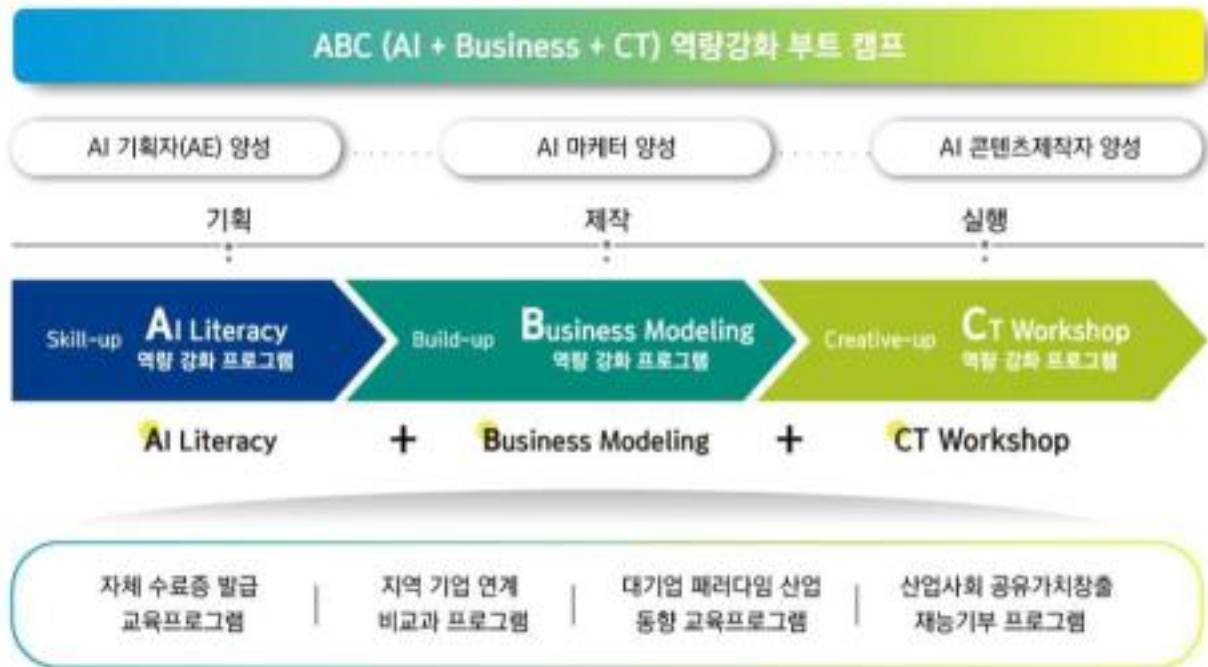 ABC (AI + Business + CT) 역량강화 부트 캠프
AI 기획자(AE) 양성
AI 마케터 양성
AI 콘텐츠제작자 양성
기획
제작
실행
Skill-up
AI Literacy
역량 강화 프로그램
Build-up
Business Modeling
역량 강화 프로그램
Creative-up
CT Workshop
역량 강화 프로그램
AI Literacy + Business Modeling + CT Workshop
자체 수료증 발급
교육프로그램
지역 기업 연계
비교과 프로그램
대기업 패러다임 산업
동향 교육프로그램
산업사회 공유가치창출
재능기부 프로그램